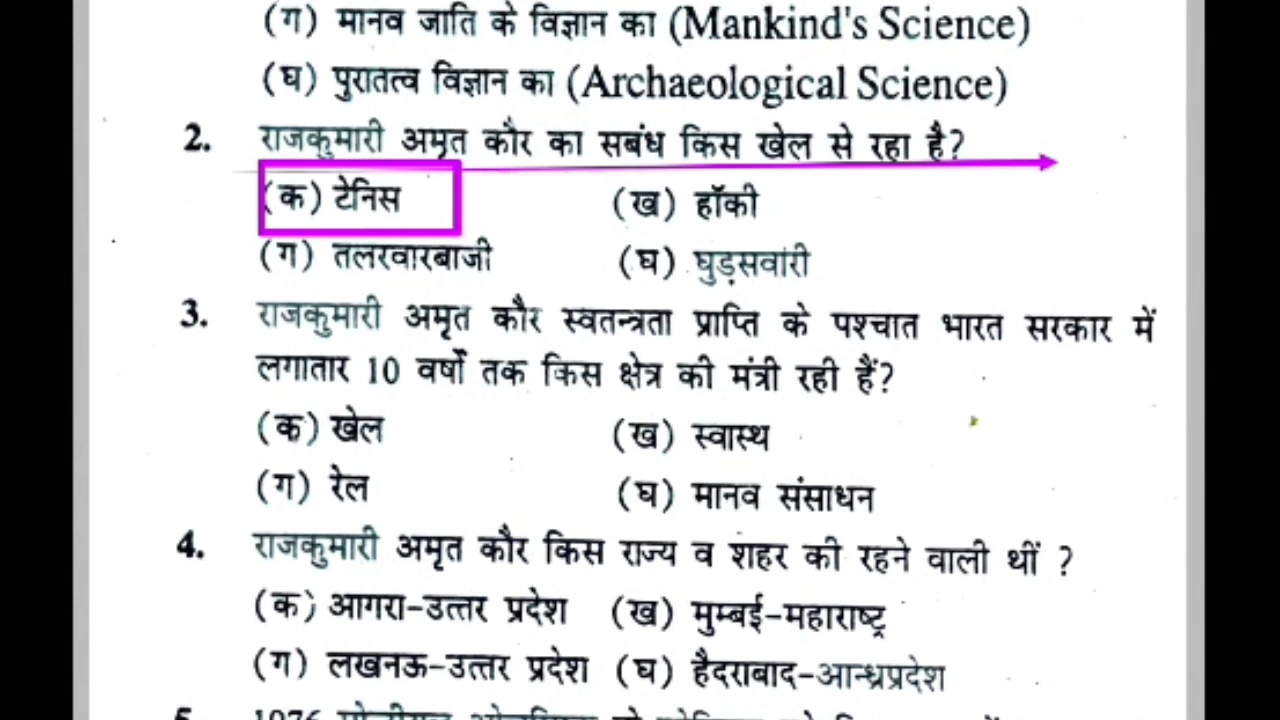 (ग) मानव जाति के विज्ञान का (Mankind's Science)
(घ) पुरातत्व विज्ञान का (Archaeological Science)
2. राजकुमारी अमृत कौर का सबंध किस खेल से रहा है?
(क) टेनिस (ख) हॉकी
(ग) तलरवारबाजी (घ) घुड़सवारी
3. राजकुमारी अमृत कौर स्वतन्त्रता प्राप्ति के पश्चात भारत सरकार में
लगातार 10 वर्षों तक किस क्षेत्र की मंत्री रही हैं?
(क) खेल (ख) स्वास्थ
(ग) रेल (घ) मानव संसाधन
4. राजकुमारी अमृत कौर किस राज्य व शहर की रहने वाली थीं ?
(क) आगरा-उत्तर प्रदेश (ख) मुम्बई-महाराष्ट्र
(ग) लखनऊ-उत्तर प्रदेश (घ) हैदराबाद-आन्ध्रप्रदेश
5. 1976